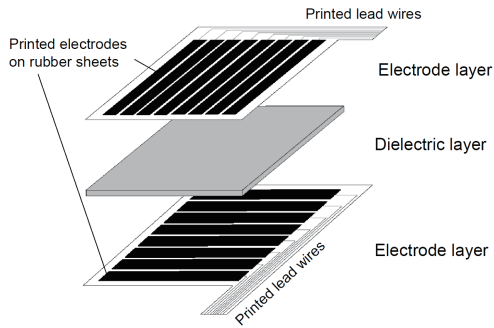 Printed lead wires
Printed electrodes
on rubber sheets
Electrode layer
Dielectric layer
Electrode layer
Printed lead wires